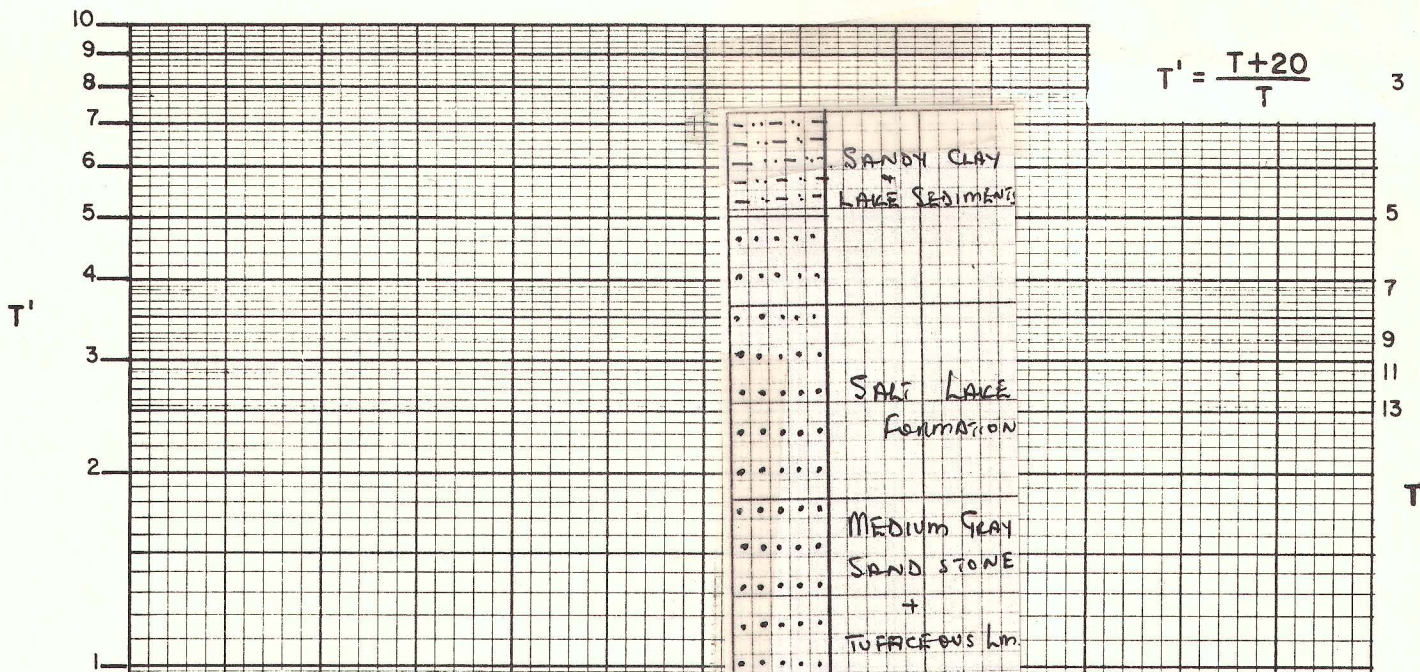 10
9
8
7
6
5
4
3
2
1
T'
T' = T+20
T
3
5
7
9
11
13
T
SANDY CLAY
+
LAKE SEDIMENTS
SALT LAKE
FORMATION
MEDIUM GRAY
SAND STONE
+
TUFFACEOUS Lm.